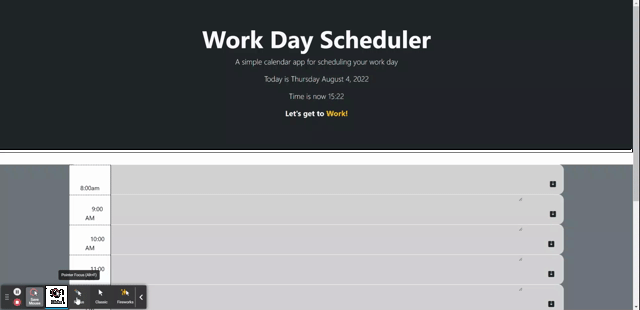 Work Day Scheduler
A simple calendar app for scheduling your work day
Today is Thursday August 4, 2022
Time is now 15:22
Let's get to Work!
8:00am
9:00
AM
10:00
AM
11:00
Pointer Focus (Alt+F)
Classic
Fireworks